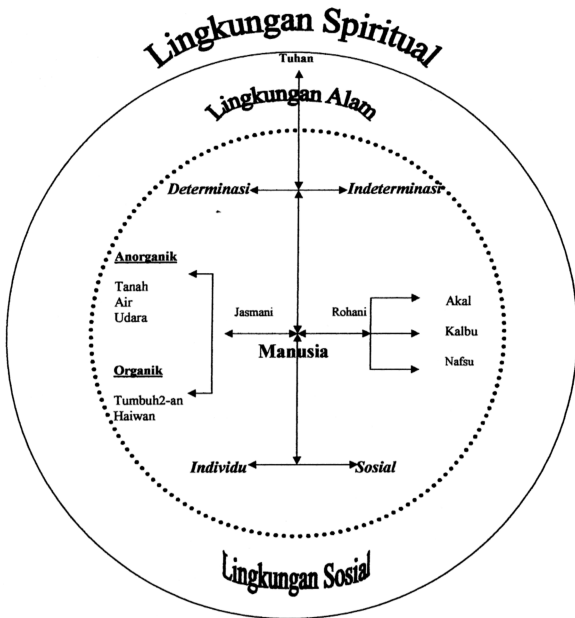 Lingkungan Spiritual
Tuhan
Lingkungan Alam
Determinasi Indeterminasi
Anorganik
Tanah
Air
Udara
Jasmani Rohani
Manusia
Akal
Kalbu
Nafsu
Organik
Tumbuh2-an
Haiwan
Individu Sosial
Lingkungan Sosial